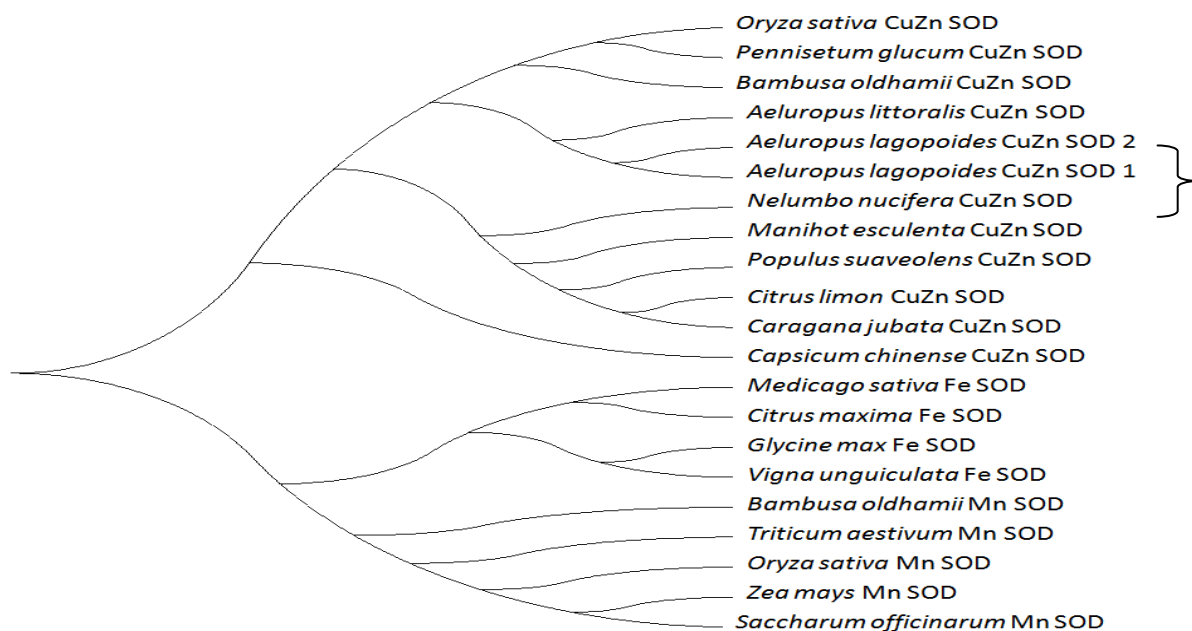 Oryza sativa CuZn SOD
Pennisetum glucum CuZn SOD
Bambusa oldhamii CuZn SOD
Aeluropus littoralis CuZn SOD
Aeluropus lagopoides CuZn SOD 2
Aeluropus lagopoides CuZn SOD 1
Nelumbo nucifera CuZn SOD
Manihot esculenta CuZn SOD
Populus suaveolens CuZn SOD
Citrus limon CuZn SOD
Caragana jubata CuZn SOD
Capsicum chinense CuZn SOD
Medicago sativa Fe SOD
Citrus maxima Fe SOD
Glycine max Fe SOD
Vigna unguiculata Fe SOD
Bambusa oldhamii Mn SOD
Triticum aestivum Mn SOD
Oryza sativa Mn SOD
Zea mays Mn SOD
Saccharum officinarum Mn SOD